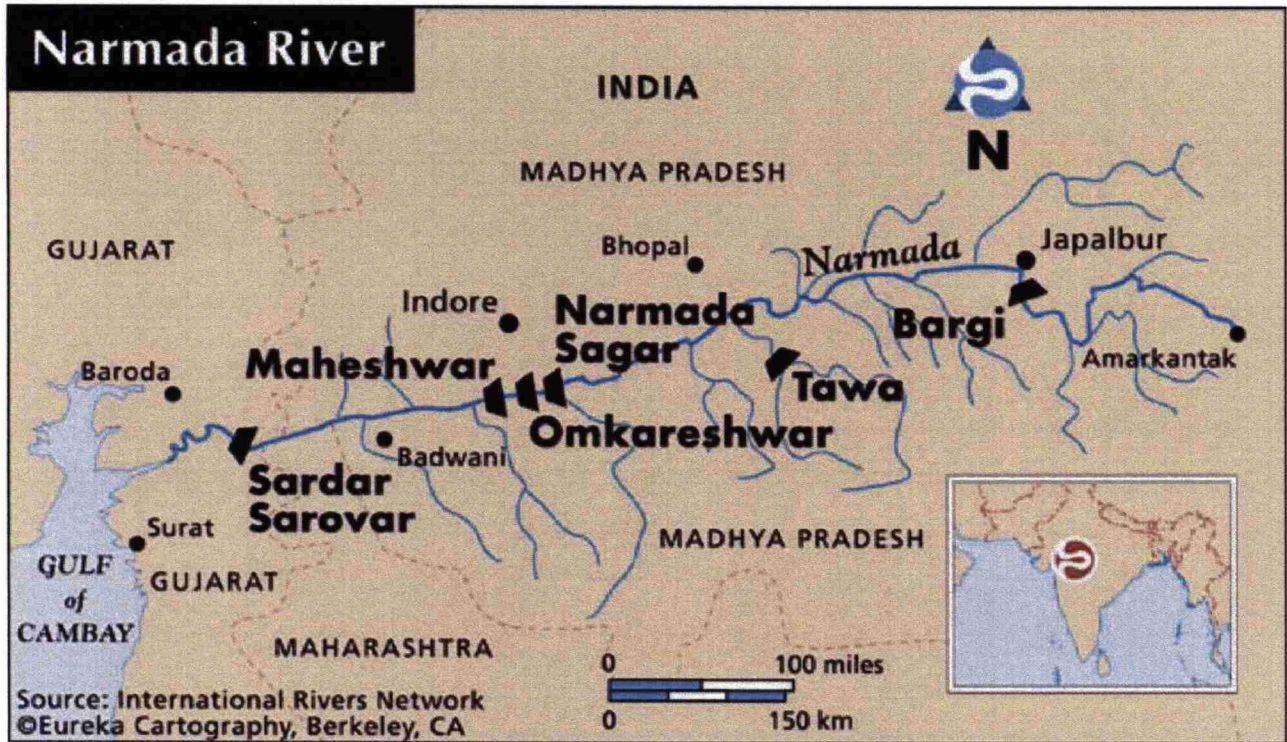 Narmada River
INDIA
N
MADHYA PRADESH
GUJARAT
Bhopal
Narmada
Japalbur
Indore
Narmada
Sagar
Bargi
Amarkantak
Baroda
Maheshwar
Tawa
Omkareshwar
Badwani
Sardar
Sarovar
Surat
MADHYA PRADESH
GULF
of
CAMBAY
GUJARAT
MAHARASHTRA
0 100 miles
0 150 km
Source: International Rivers Network
©Eureka Cartography, Berkeley, CA